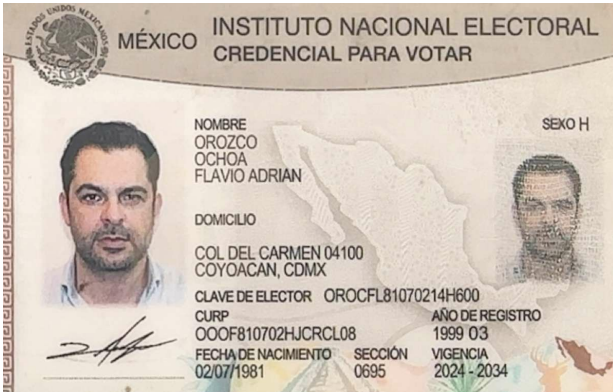 ESTADOS UNIDOS MEXICANOS
MÉXICO
INSTITUTO NACIONAL ELECTORAL
CREDENCIAL PARA VOTAR
NOMBRE
SEXO H
OROZCO
OCHOA
FLAVIO ADRIAN
DOMICILIO
COL DEL CARMEN 04100
COYOACAN, CDMX
CLAVE DE ELECTOR OROCFL81070214H600
CURP
AÑO DE REGISTRO
OOOF810702HJCRCL08
1999 03
FECHA DE NACIMIENTO SECCIÓN VIGENCIA
02/07/1981 0695 2024 - 2034